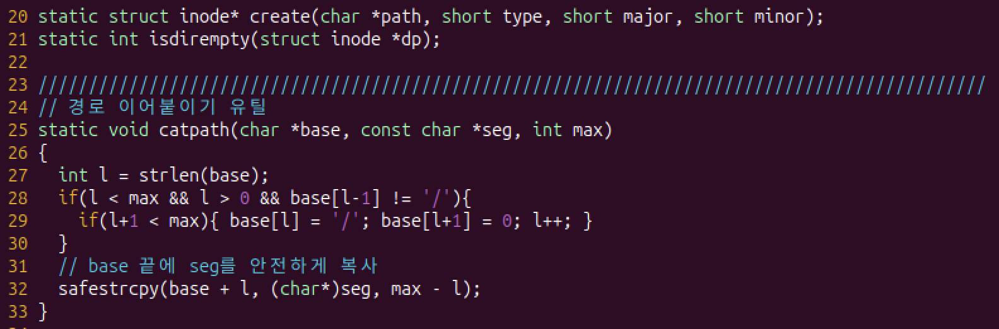 20 static struct inode* create(char *path, short type, short major, short minor);
21 static int isdirempty(struct inode *dp);
22
23 //////////////////////////////////////////////////////////////////////////////////////////////
24 // 경로 이어붙이기 유틸
25 static void catpath(char *base, const char *seg, int max)
26 {
27   int l = strlen(base);
28   if(l < max && l > 0 && base[l-1] != '/'){
29     if(l+1 < max){ base[l] = '/'; base[l+1] = 0; l++; }
30   }
31   // base 끝에 seg를 안전하게 복사
32   safestrcpy(base + l, (char*)seg, max - l);
33 }